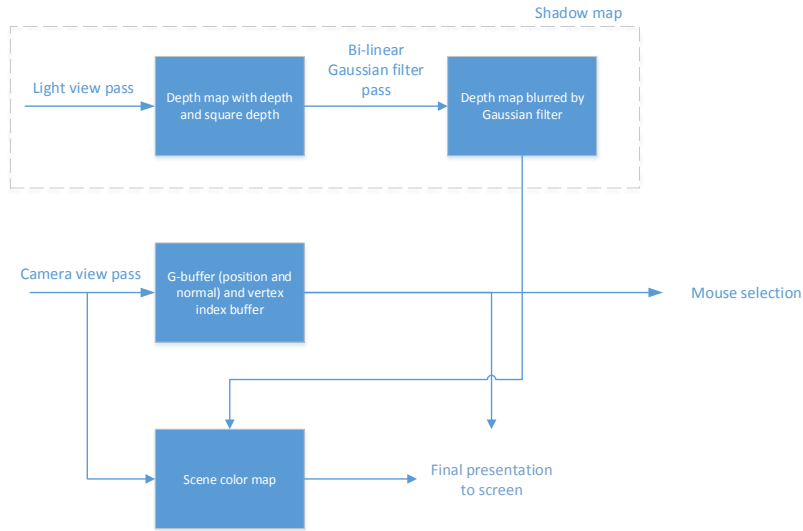 Shadow map
Bi-linear
Gaussian filter
pass
Light view pass
Depth map with depth
and square depth
Depth map blurred by
Gaussian filter
Camera view pass
G-buffer (position and
normal) and vertex
index buffer
Mouse selection
Scene color map
Final presentation
to screen